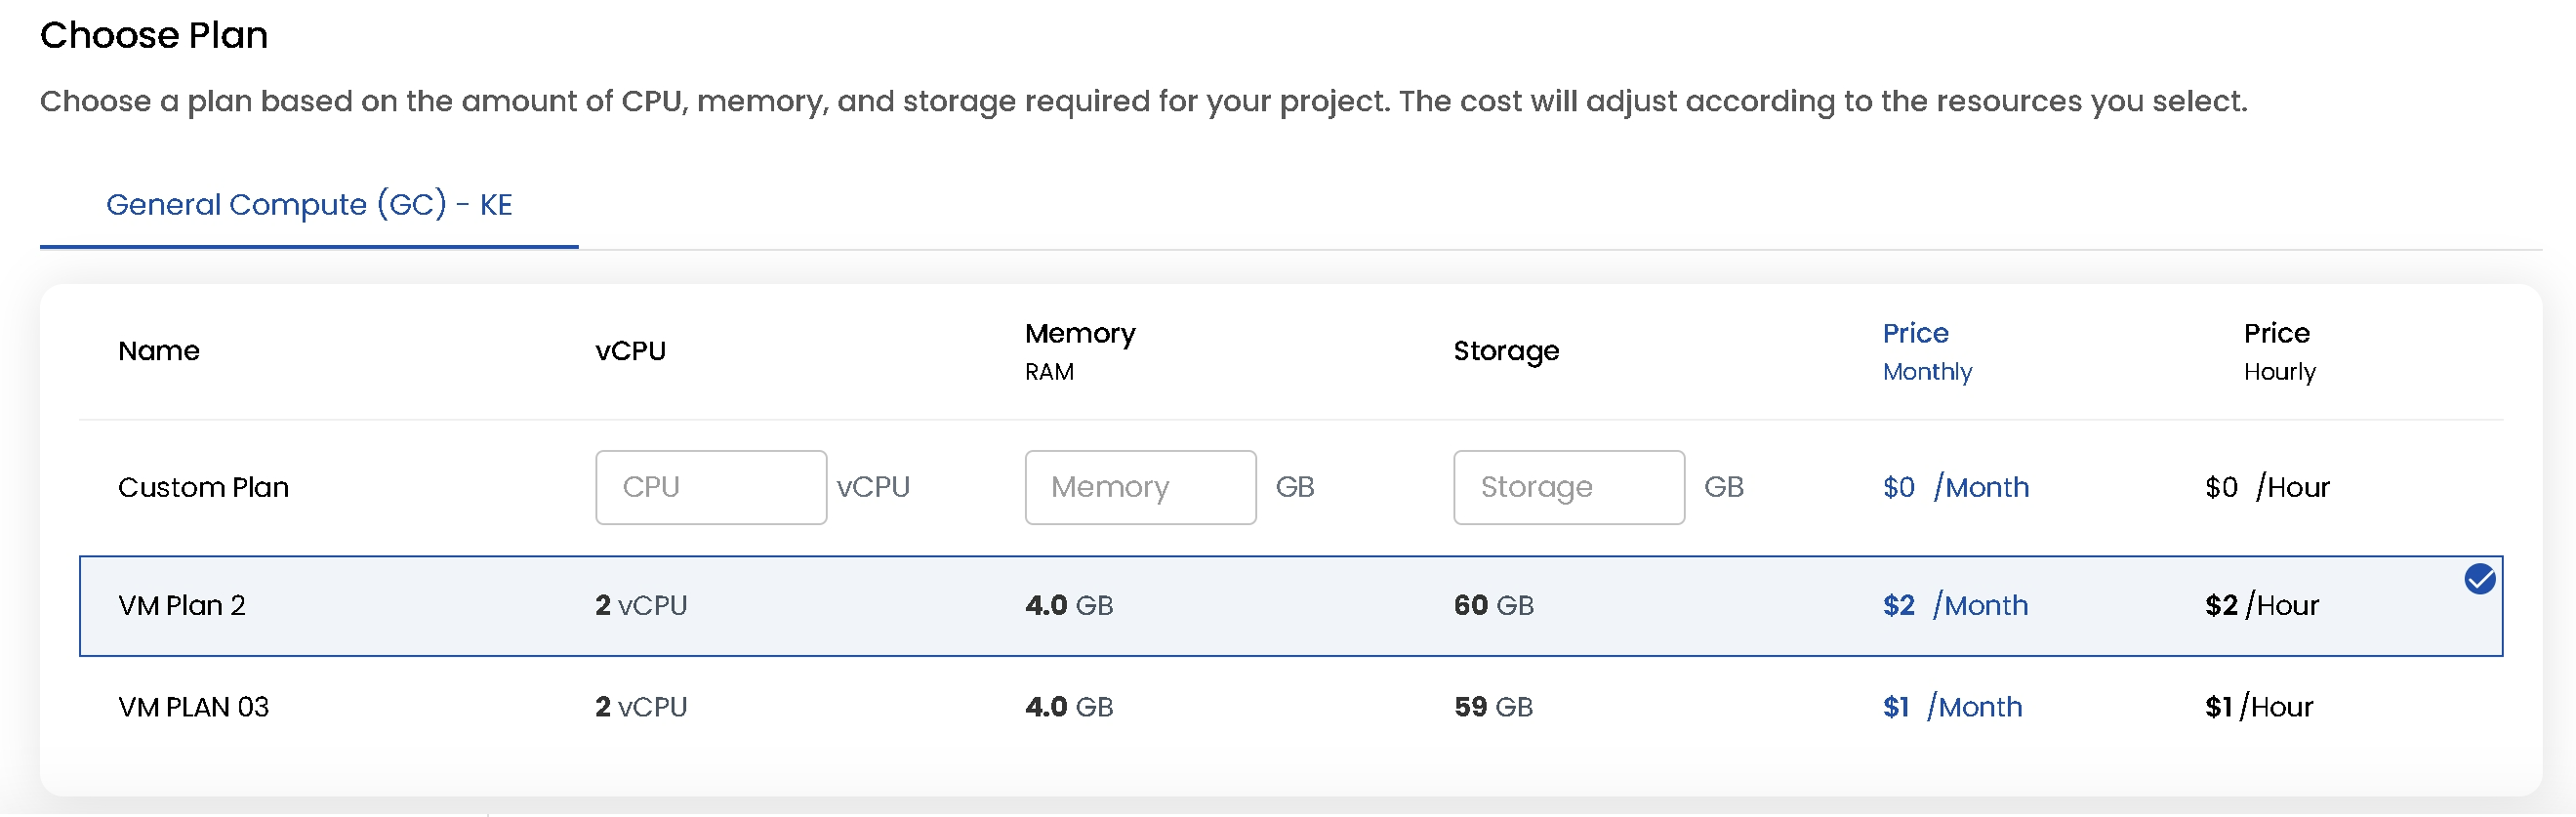 Choose Plan
Choose a plan based on the amount of CPU, memory, and storage required for your project. The cost will adjust according to the resources you select.
General Compute (GC) - KE
Name vCPU Memory RAM Storage Price Monthly Price Hourly
Custom Plan CPU vCPU Memory GB Storage GB $0 /Month $0 /Hour
VM Plan 2 2 vCPU 4.0 GB 60 GB $2 /Month $2 /Hour
VM PLAN 03 2 vCPU 4.0 GB 59 GB $1 /Month $1 /Hour